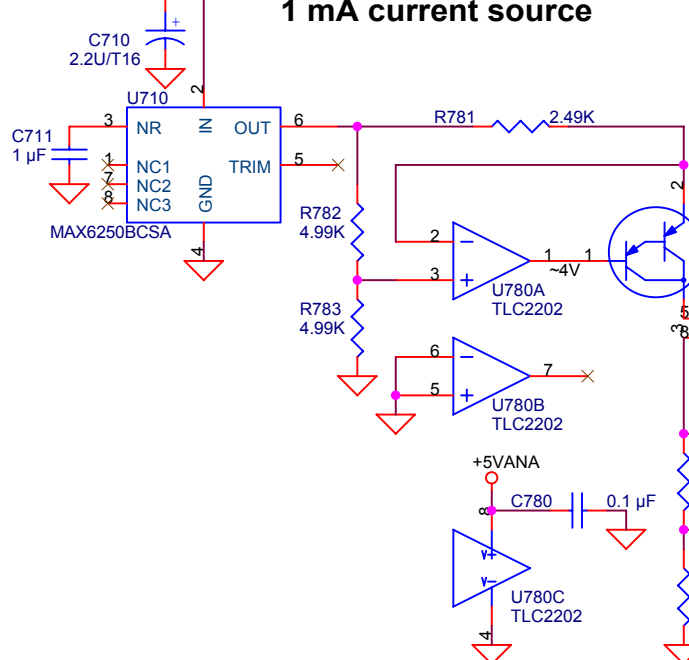 1 mA current source
+
C710
2.2U/T16
2
U710
3 NR IN OUT 6
R781 2.49K
C711
1 µF
1 NC1 TRIM 5
7 NC2
8 NC3 GND
2
MAX6250BCSA
4
R782
4.99K
2 −
3 +
1 1
~4V
U780A
TLC2202
R783
4.99K
5
8
3
6 −
5 +
7
U780B
TLC2202
+5VANA
8
C780 0.1 µF
V+
V-
U780C
TLC2202
4